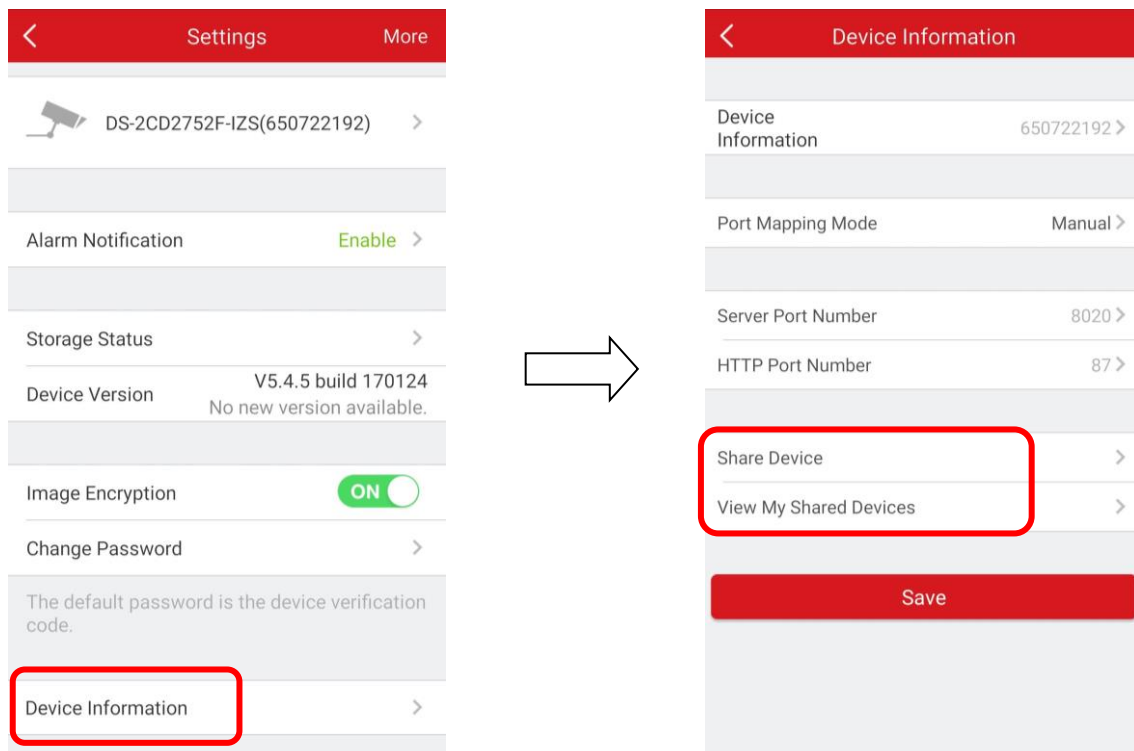 Settings
More
DS-2CD2752F-IZS(650722192)
Alarm Notification
Enable
Storage Status
Device Version
V5.4.5 build 170124
No new version available.
Image Encryption
ON
Change Password
The default password is the device verification
code.
Device Information
Device Information
Device
Information
650722192
Port Mapping Mode
Manual
Server Port Number
8020
HTTP Port Number
87
Share Device
View My Shared Devices
Save